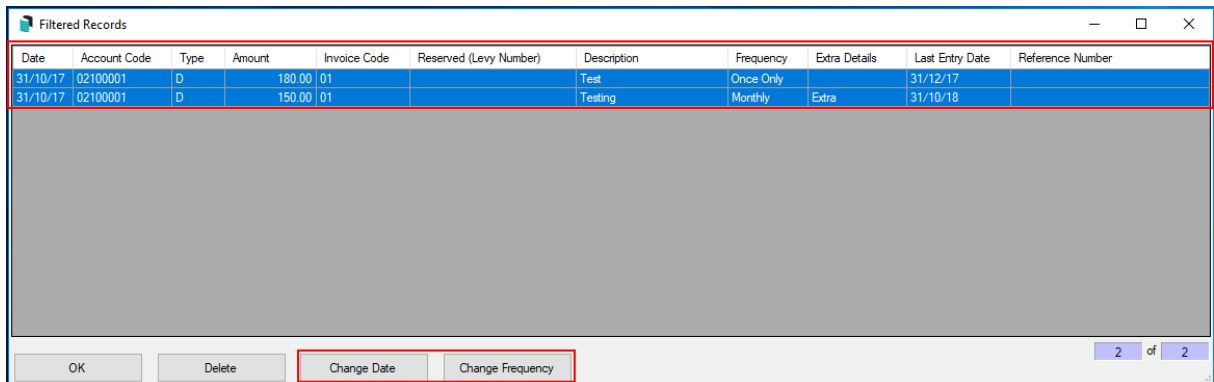 Filtered Records
Date Account Code Type Amount Invoice Code Reserved (Levy Number) Description Frequency Extra Details Last Entry Date Reference Number
31/10/17 02100001 D 180.00 01 Test Once Only 31/12/17
31/10/17 02100001 D 150.00 01 Testing Monthly Extra 31/10/18
2 of 2
OK Delete Change Date Change Frequency